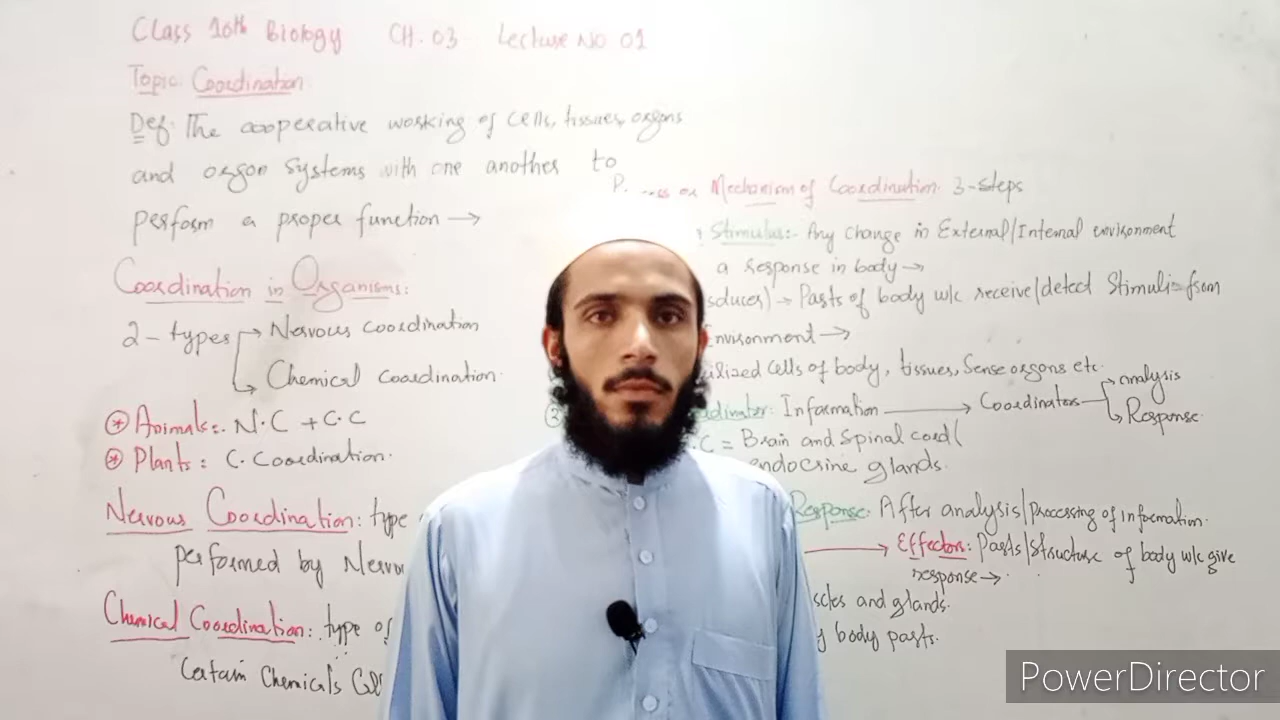 Class 10th Biology CH.03 Lecture No 01
Topic: Coordination
Def: The cooperative working of cells, tissues, organs
and organ systems with one another to
perform a proper function →
Coordination in Organisms:
2-types → Nervous coordination
→ Chemical coordination
* Animals:. N.C + C.C
* Plants: C.Coordination.
Nervous Coordination: type
performed by
Chemical Coordination: type of
Certain Chemicals
Mechanism of Coordination. 3-steps
Stimulus:- Any change in External/Internal environment
a response in body →
→ Parts of body w/c receive/detect Stimuli from
Environment →
cells of body, tissues, Sense organs etc.
Information → Coordinators → analysis
→ Response.
C = Brain and Spinal cord(
endocrine glands.
Response: After analysis/processing of information.
→ Effectors: Parts/structure of body w/c give
response →
and glands.
body parts.
PowerDirector